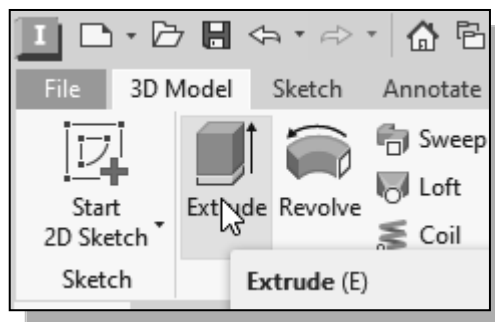 I
File 3D Model Sketch Annotate
Start
2D Sketch
Extrude
Revolve
Sweep
Loft
Coil
Sketch
Extrude (E)